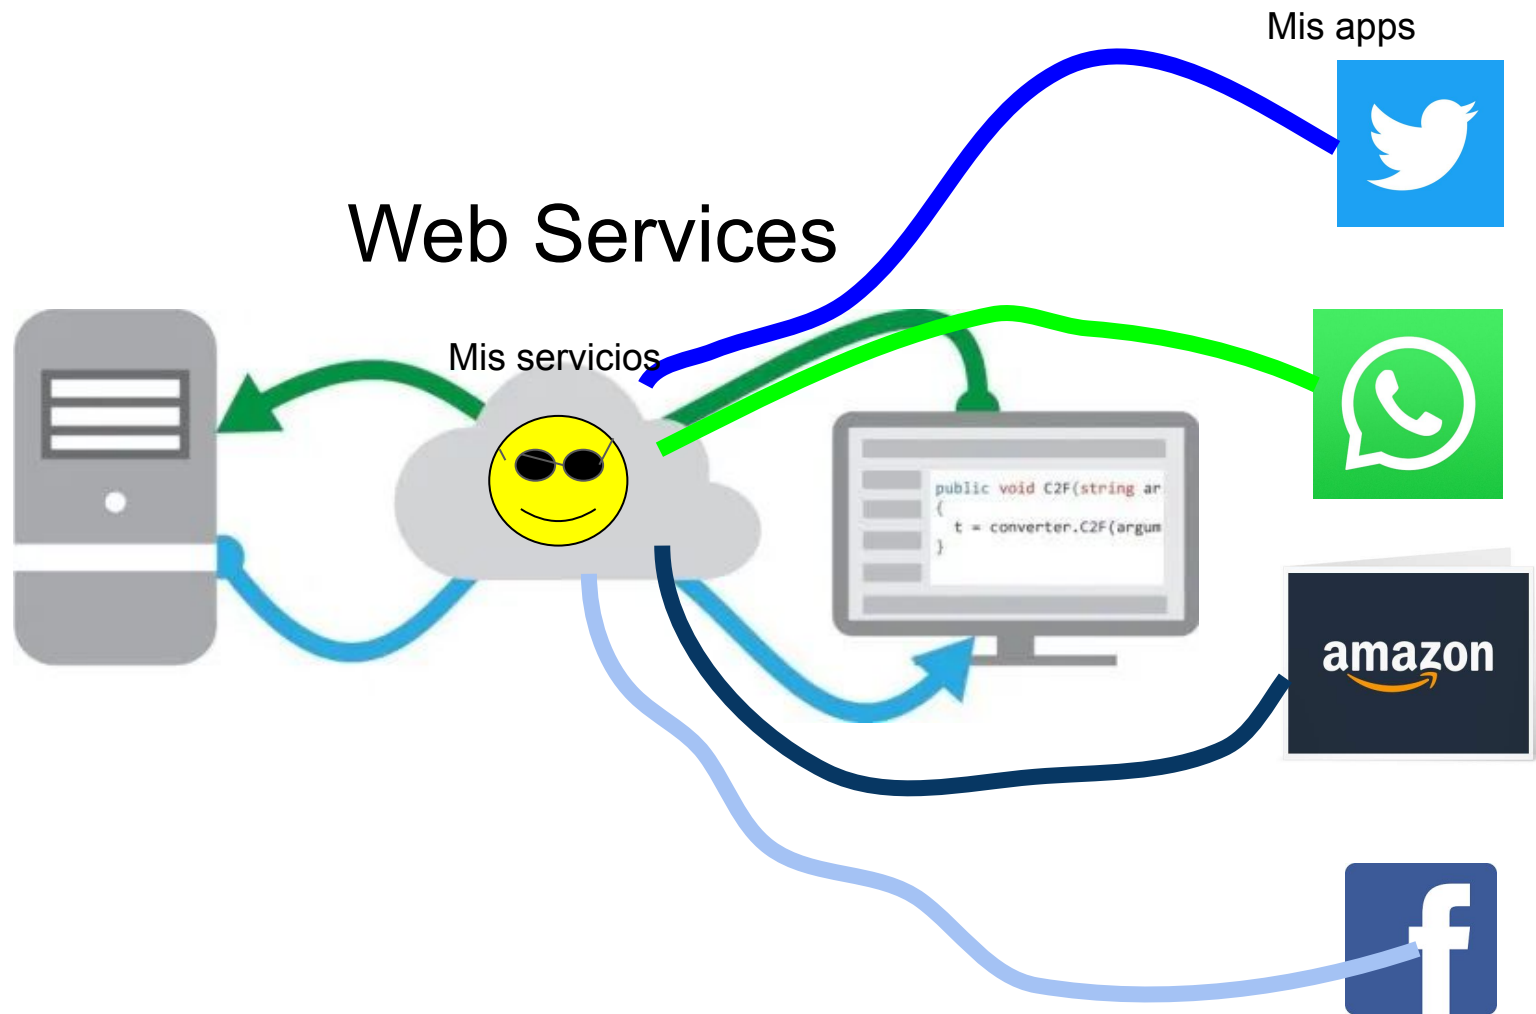 Mis apps
Web Services
Mis servicios
public void C2F(string ar
{
t = converter.C2F(argum
}
amazon